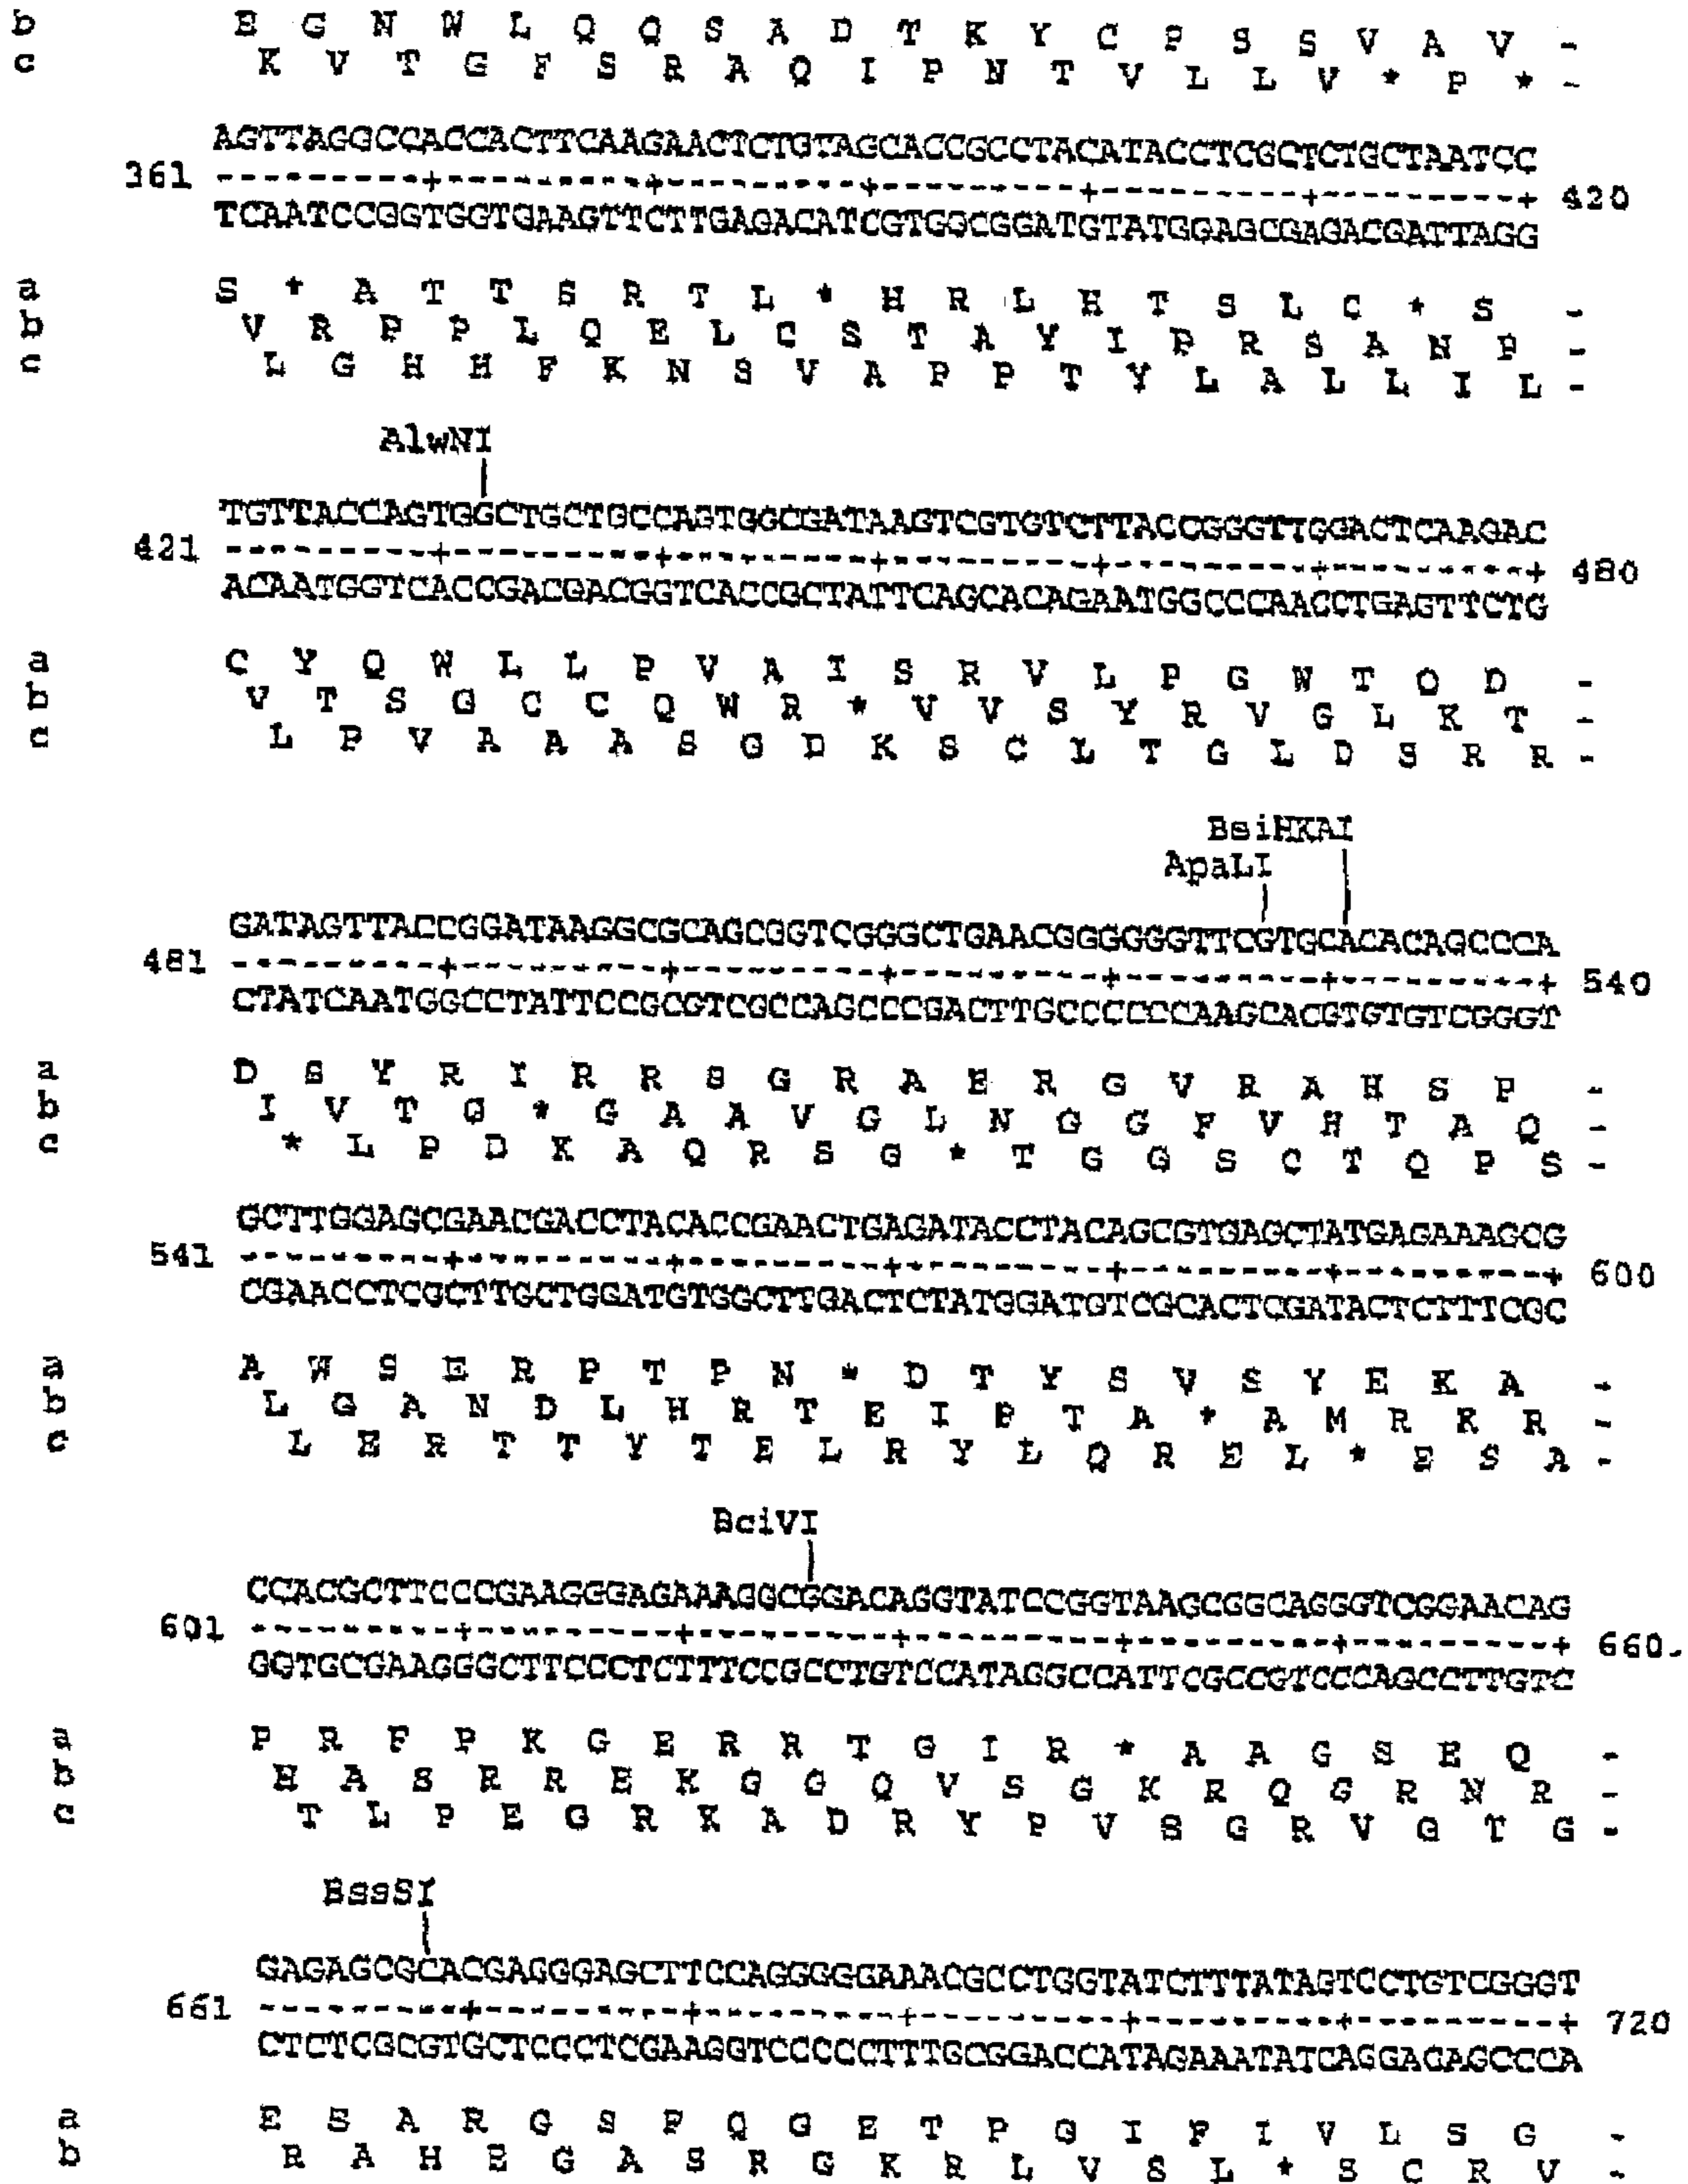 b E G N W L Q Q S A D T K Y C P S S V A V -
c K V T G F S R A Q I P N T V L L V * P * -
AGTTAGGCCACCACTTCAAGAACTCTGTAGCACCGCCTACATACCTCGCTCTGCTAATCC
361 ---------+---------+---------+---------+---------+---------+ 420
TCAATCCGGTGGTGAAGTTCTTGAGACATCGTGGCGGATGTATGGAGCGAGACGATTAGG
a S * A T T S R T L * H R L H T S L C * S -
b V R P P L Q E L C S T A Y I P R S A N P -
c L G H H F K N S V A P P T Y L A L L I L -
AlwNI
TGTTACCAGTGGCTGCTGCCAGTGGCGATAAGTCGTGTCTTACCGGGTTGGACTCAAGAC
421 ---------+---------+---------+---------+---------+---------+ 480
ACAATGGTCACCGACGACGGTCACCGCTATTCAGCACAGAATGGCCCAACCTGAGTTCTG
a C Y Q W L L P V A I S R V L P G W T Q D -
b V T S G C C Q W R * V V S Y R V G L K T -
c L P V A A A S G D K S C L T G L D S R R -
BsiHKAI
ApaLI
GATAGTTACCGGATAAGGCGCAGCGGTCGGGCTGAACGGGGGGTTCGTGCACACAGCCCA
481 ---------+---------+---------+---------+---------+---------+ 540
CTATCAATGGCCTATTCCGCGTCGCCAGCCCGACTTGCCCCCCAAGCACGTGTGTCGGGT
a D S Y R I R R S G R A E R G V R A H S P -
b I V T G * G A A V G L N G G F V H T A Q -
c * L P D K A Q R S G * T G G S C T Q P S -
GCTTGGAGCGAACGACCTACACCGAACTGAGATACCTACAGCGTGAGCTATGAGAAAGCG
541 ---------+---------+---------+---------+---------+---------+ 600
CGAACCTCGCTTGCTGGATGTGGCTTGACTCTATGGATGTCGCACTCGATACTCTTTCGC
a A W S E R P T P N * D T Y S V S Y E K A -
b L G A N D L H R T E I P T A * A M R K R -
c L E R T T Y T E L R Y L Q R E L * E S A -
BciVI
CCACGCTTCCCGAAGGGAGAAAGGCGGACAGGTATCCGGTAAGCGGCAGGGTCGGAACAG
601 ---------+---------+---------+---------+---------+---------+ 660.
GGTGCGAAGGGCTTCCCTCTTTCCGCCTGTCCATAGGCCATTCGCCGTCCCAGCCTTGTC
a P R F P K G E R R T G I R * A A G S E Q -
b H A S R R E K G G Q V S G K R Q G R N R -
c T L P E G R K A D R Y P V S G R V G T G -
BssSI
GAGAGCGCACGAGGGAGCTTCCAGGGGGAAACGCCTGGTATCTTTATAGTCCTGTCGGGT
661 ---------+---------+---------+---------+---------+---------+ 720
CTCTCGCGTGCTCCCTCGAAGGTCCCCCTTTGCGGACCATAGAAATATCAGGACAGCCCA
a E S A R G S F Q G E T P G I F I V L S G -
b R A H E G A S R G K R L V S L * S C R V -